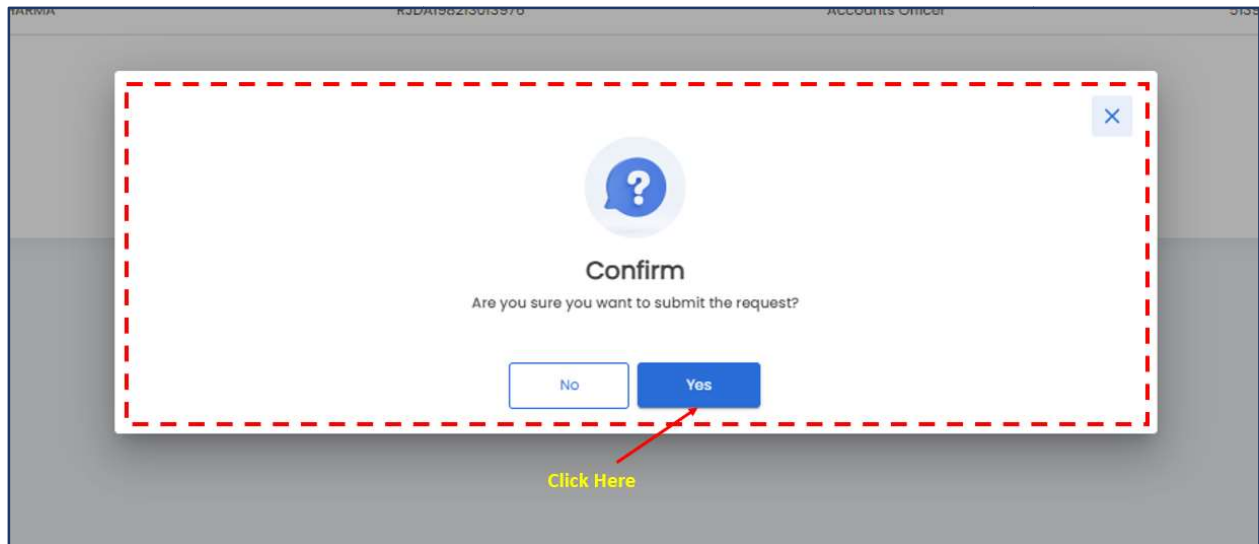 Accounts Officer
Confirm
Are you sure you want to submit the request?
No Yes
Click Here